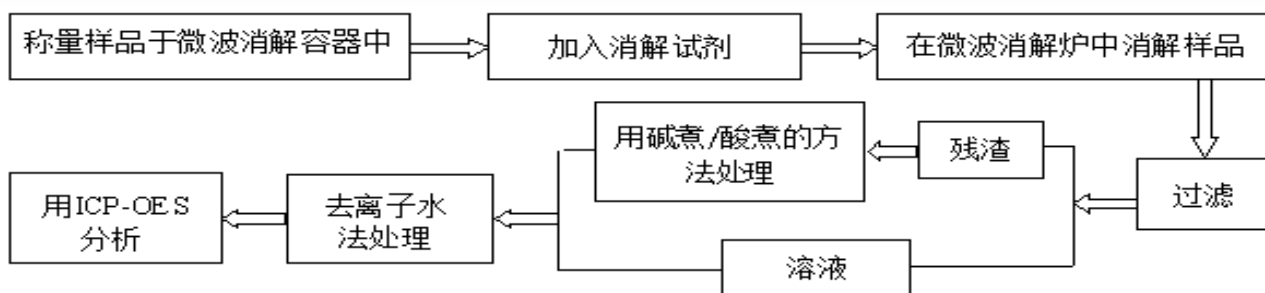 称量样品于微波消解容器中
加入消解试剂
在微波消解炉中消解样品
过滤
残渣
用碱煮/酸煮的方
法处理
溶液
去离子水
法处理
用ICP-OES
分析